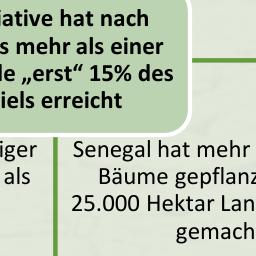 iative hat nach
s mehr als einer
le „erst“ 15% des
iels erreicht
iger
als
Senegal hat mehr
Bäume gepflanz
25.000 Hektar Lan
gemach